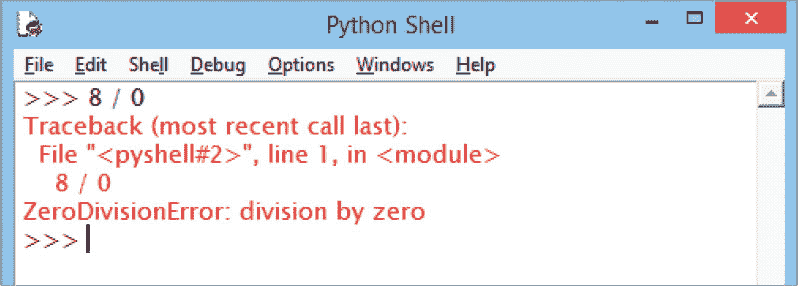 Python Shell
File Edit Shell Debug Options Windows Help
>>> 8 / 0
Traceback (most recent call last):
  File "<pyshell#2>", line 1, in <module>
    8 / 0
ZeroDivisionError: division by zero
>>>